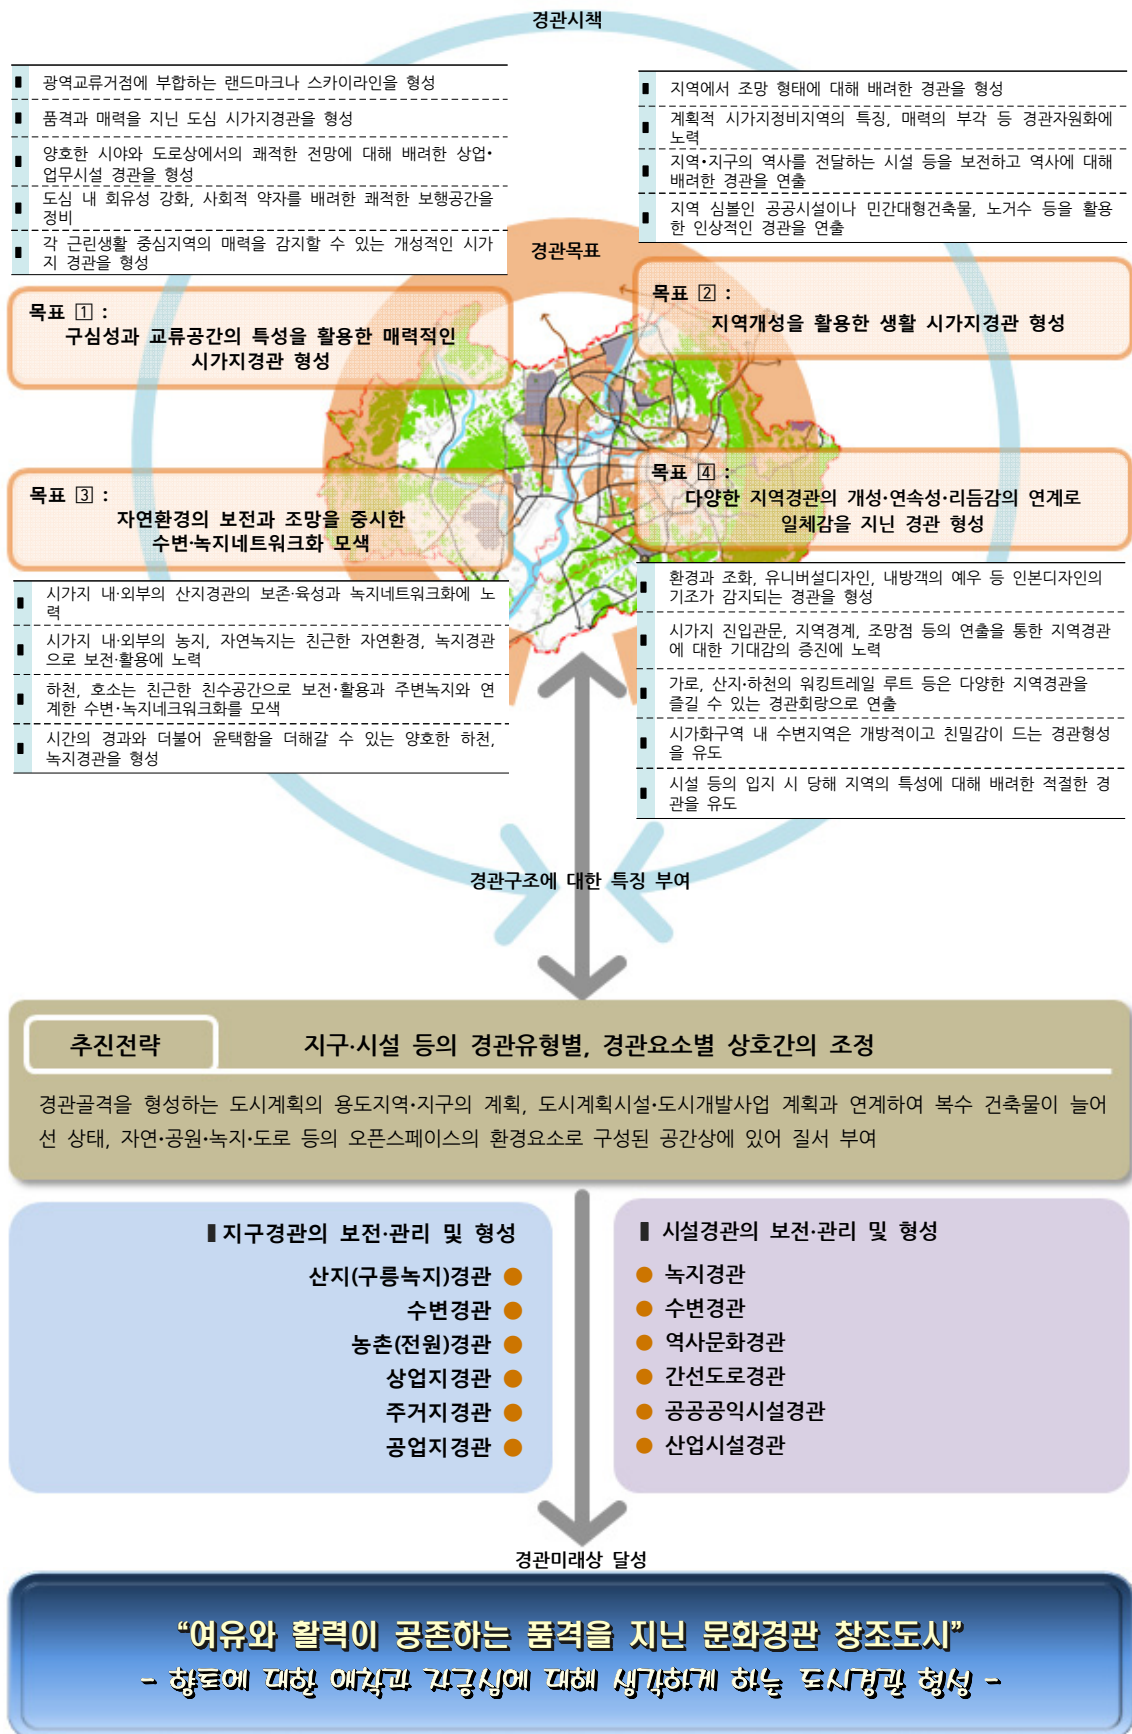 경관시책
광역교류거점에 부합하는 랜드마크나 스카이라인을 형성
품격과 매력을 지닌 도심 시가지경관을 형성
양호한 시야와 도로상에서의 쾌적한 전망에 대해 배려한 상업•
업무시설 경관을 형성
도심 내 회유성 강화, 사회적 약자를 배려한 쾌적한 보행공간을
정비
각 근린생활 중심지역의 매력을 감지할 수 있는 개성적인 시가
지 경관을 형성
지역에서 조망 형태에 대해 배려한 경관을 형성
계획적 시가지정비지역의 특징, 매력의 부각 등 경관자원화에
노력
지역•지구의 역사를 전달하는 시설 등을 보전하고 역사에 대해
배려한 경관을 연출
지역 심볼인 공공시설이나 민간대형건축물, 노거수 등을 활용
한 인상적인 경관을 연출
경관목표
목표 1 :
구심성과 교류공간의 특성을 활용한 매력적인
시가지경관 형성
목표 2 :
지역개성을 활용한 생활 시가지경관 형성
목표 3 :
자연환경의 보전과 조망을 중시한
수변·녹지네트워크화 모색
목표 4 :
다양한 지역경관의 개성•연속성•리듬감의 연계로
일체감을 지닌 경관 형성
시가지 내·외부의 산지경관의 보존·육성과 녹지네트워크화에 노
력
시가지 내·외부의 농지, 자연녹지는 친근한 자연환경, 녹지경관
으로 보전·활용에 노력
하천, 호소는 친근한 친수공간으로 보전·활용과 주변녹지와 연
계한 수변·녹지네크워크화를 모색
시간의 경과와 더불어 윤택함을 더해갈 수 있는 양호한 하천,
녹지경관을 형성
환경과 조화, 유니버설디자인, 내방객의 예우 등 인본디자인의
기조가 감지되는 경관을 형성
시가지 진입관문, 지역경계, 조망점 등의 연출을 통한 지역경관
에 대한 기대감의 증진에 노력
가로, 산지•하천의 워킹트레일 루트 등은 다양한 지역경관을
즐길 수 있는 경관회랑으로 연출
시가화구역 내 수변지역은 개방적이고 친밀감이 드는 경관형성
을 유도
시설 등의 입지 시 당해 지역의 특성에 대해 배려한 적절한 경
관을 유도
경관구조에 대한 특징 부여
추진전략
지구•시설 등의 경관유형별, 경관요소별 상호간의 조정
경관골격을 형성하는 도시계획의 용도지역•지구의 계획, 도시계획시설•도시개발사업 계획과 연계하여 복수 건축물이 늘어
선 상태, 자연•공원•녹지•도로 등의 오픈스페이스의 환경요소로 구성된 공간상에 있어 질서 부여
지구경관의 보전·관리 및 형성
산지(구릉녹지)경관
수변경관
농촌(전원)경관
상업지경관
주거지경관
공업지경관
시설경관의 보전·관리 및 형성
녹지경관
수변경관
역사문화경관
간선도로경관
공공공익시설경관
산업시설경관
경관미래상 달성
“여유와 활력이 공존하는 품격을 지닌 문화경관 창조도시”
- 향토에 대한 애착과 자긍심에 대해 생각하게 하는 도시경관 형성 -